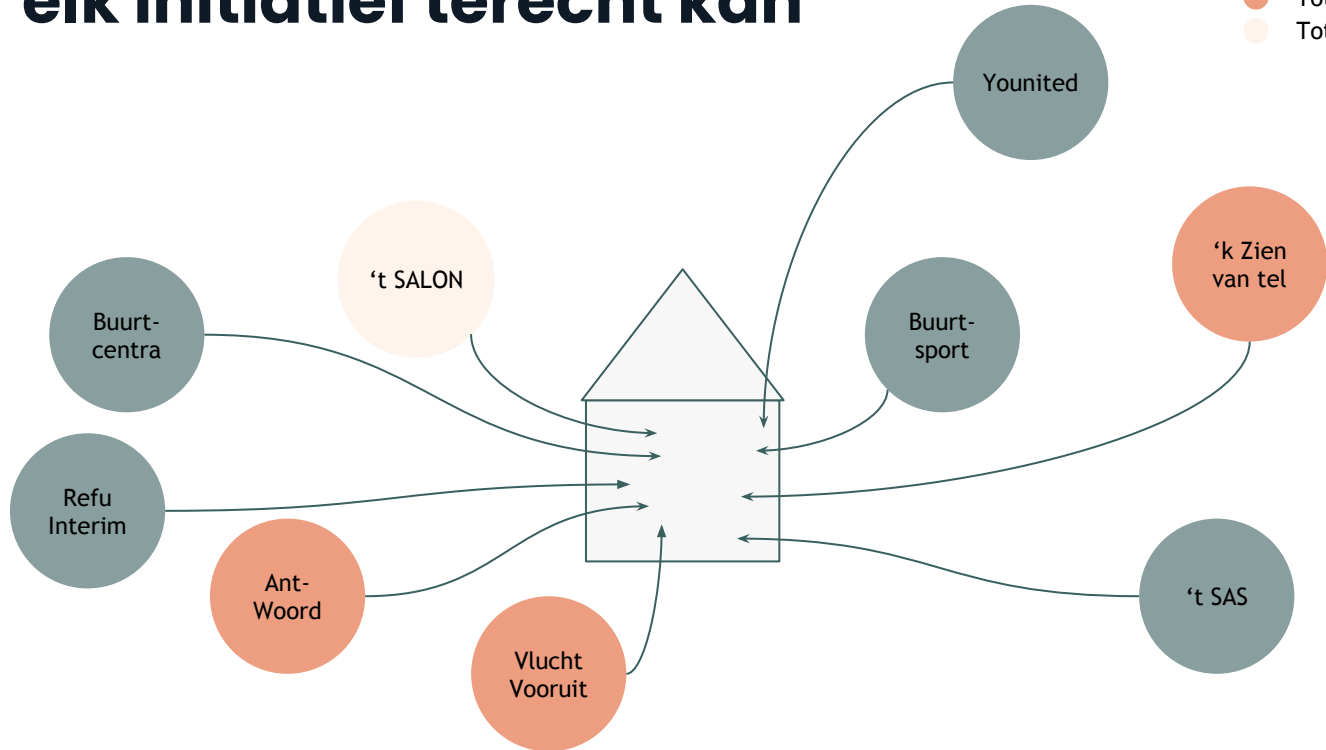 elk initiatief terecht kan
Younited
‘k Zien
van tel
‘t SALON
Buurt-
centra
Buurt-
sport
Refu
Interim
Ant-
Woord
‘t SAS
Vlucht
Vooruit